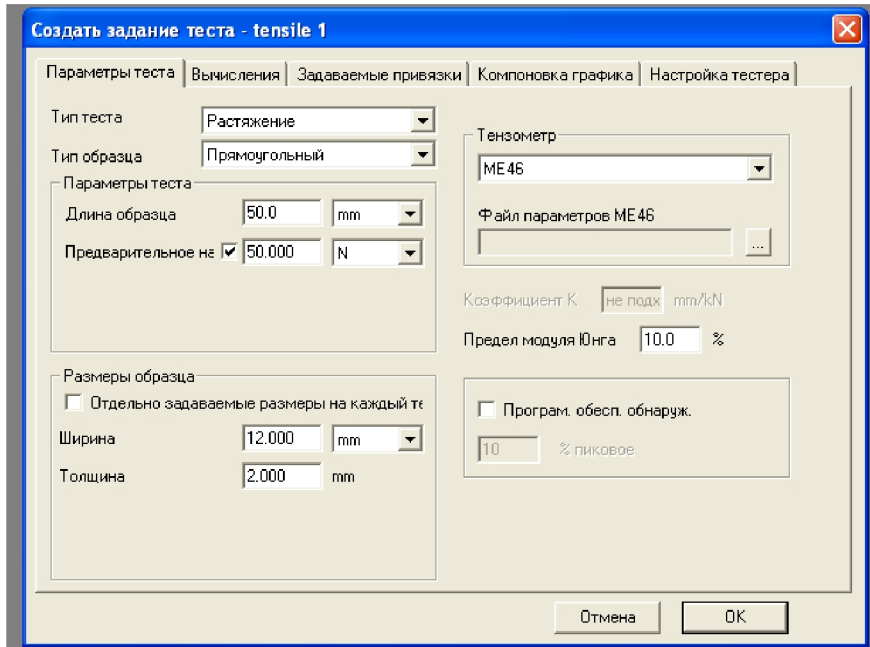 Создать задание теста - tensile 1
Параметры теста Вычисления Задаваемые привязки Компоновка графика Настройка тестера
Тип теста Растяжение
Тип образца Прямоугольный
Параметры теста
Длина образца 50.0 mm
Предварительное на 50.000 N
Размеры образца
Отдельно задаваемые размеры на каждый те
Ширина 12.000 mm
Толщина 2.000 mm
Тензометр
ME46
Файл параметров ME46
...
Коэффициент К не подх mm/kN
Предел модуля Юнга 10.0 %
Програм. обесп. обнаруж.
10 % пиковое
Отмена OK